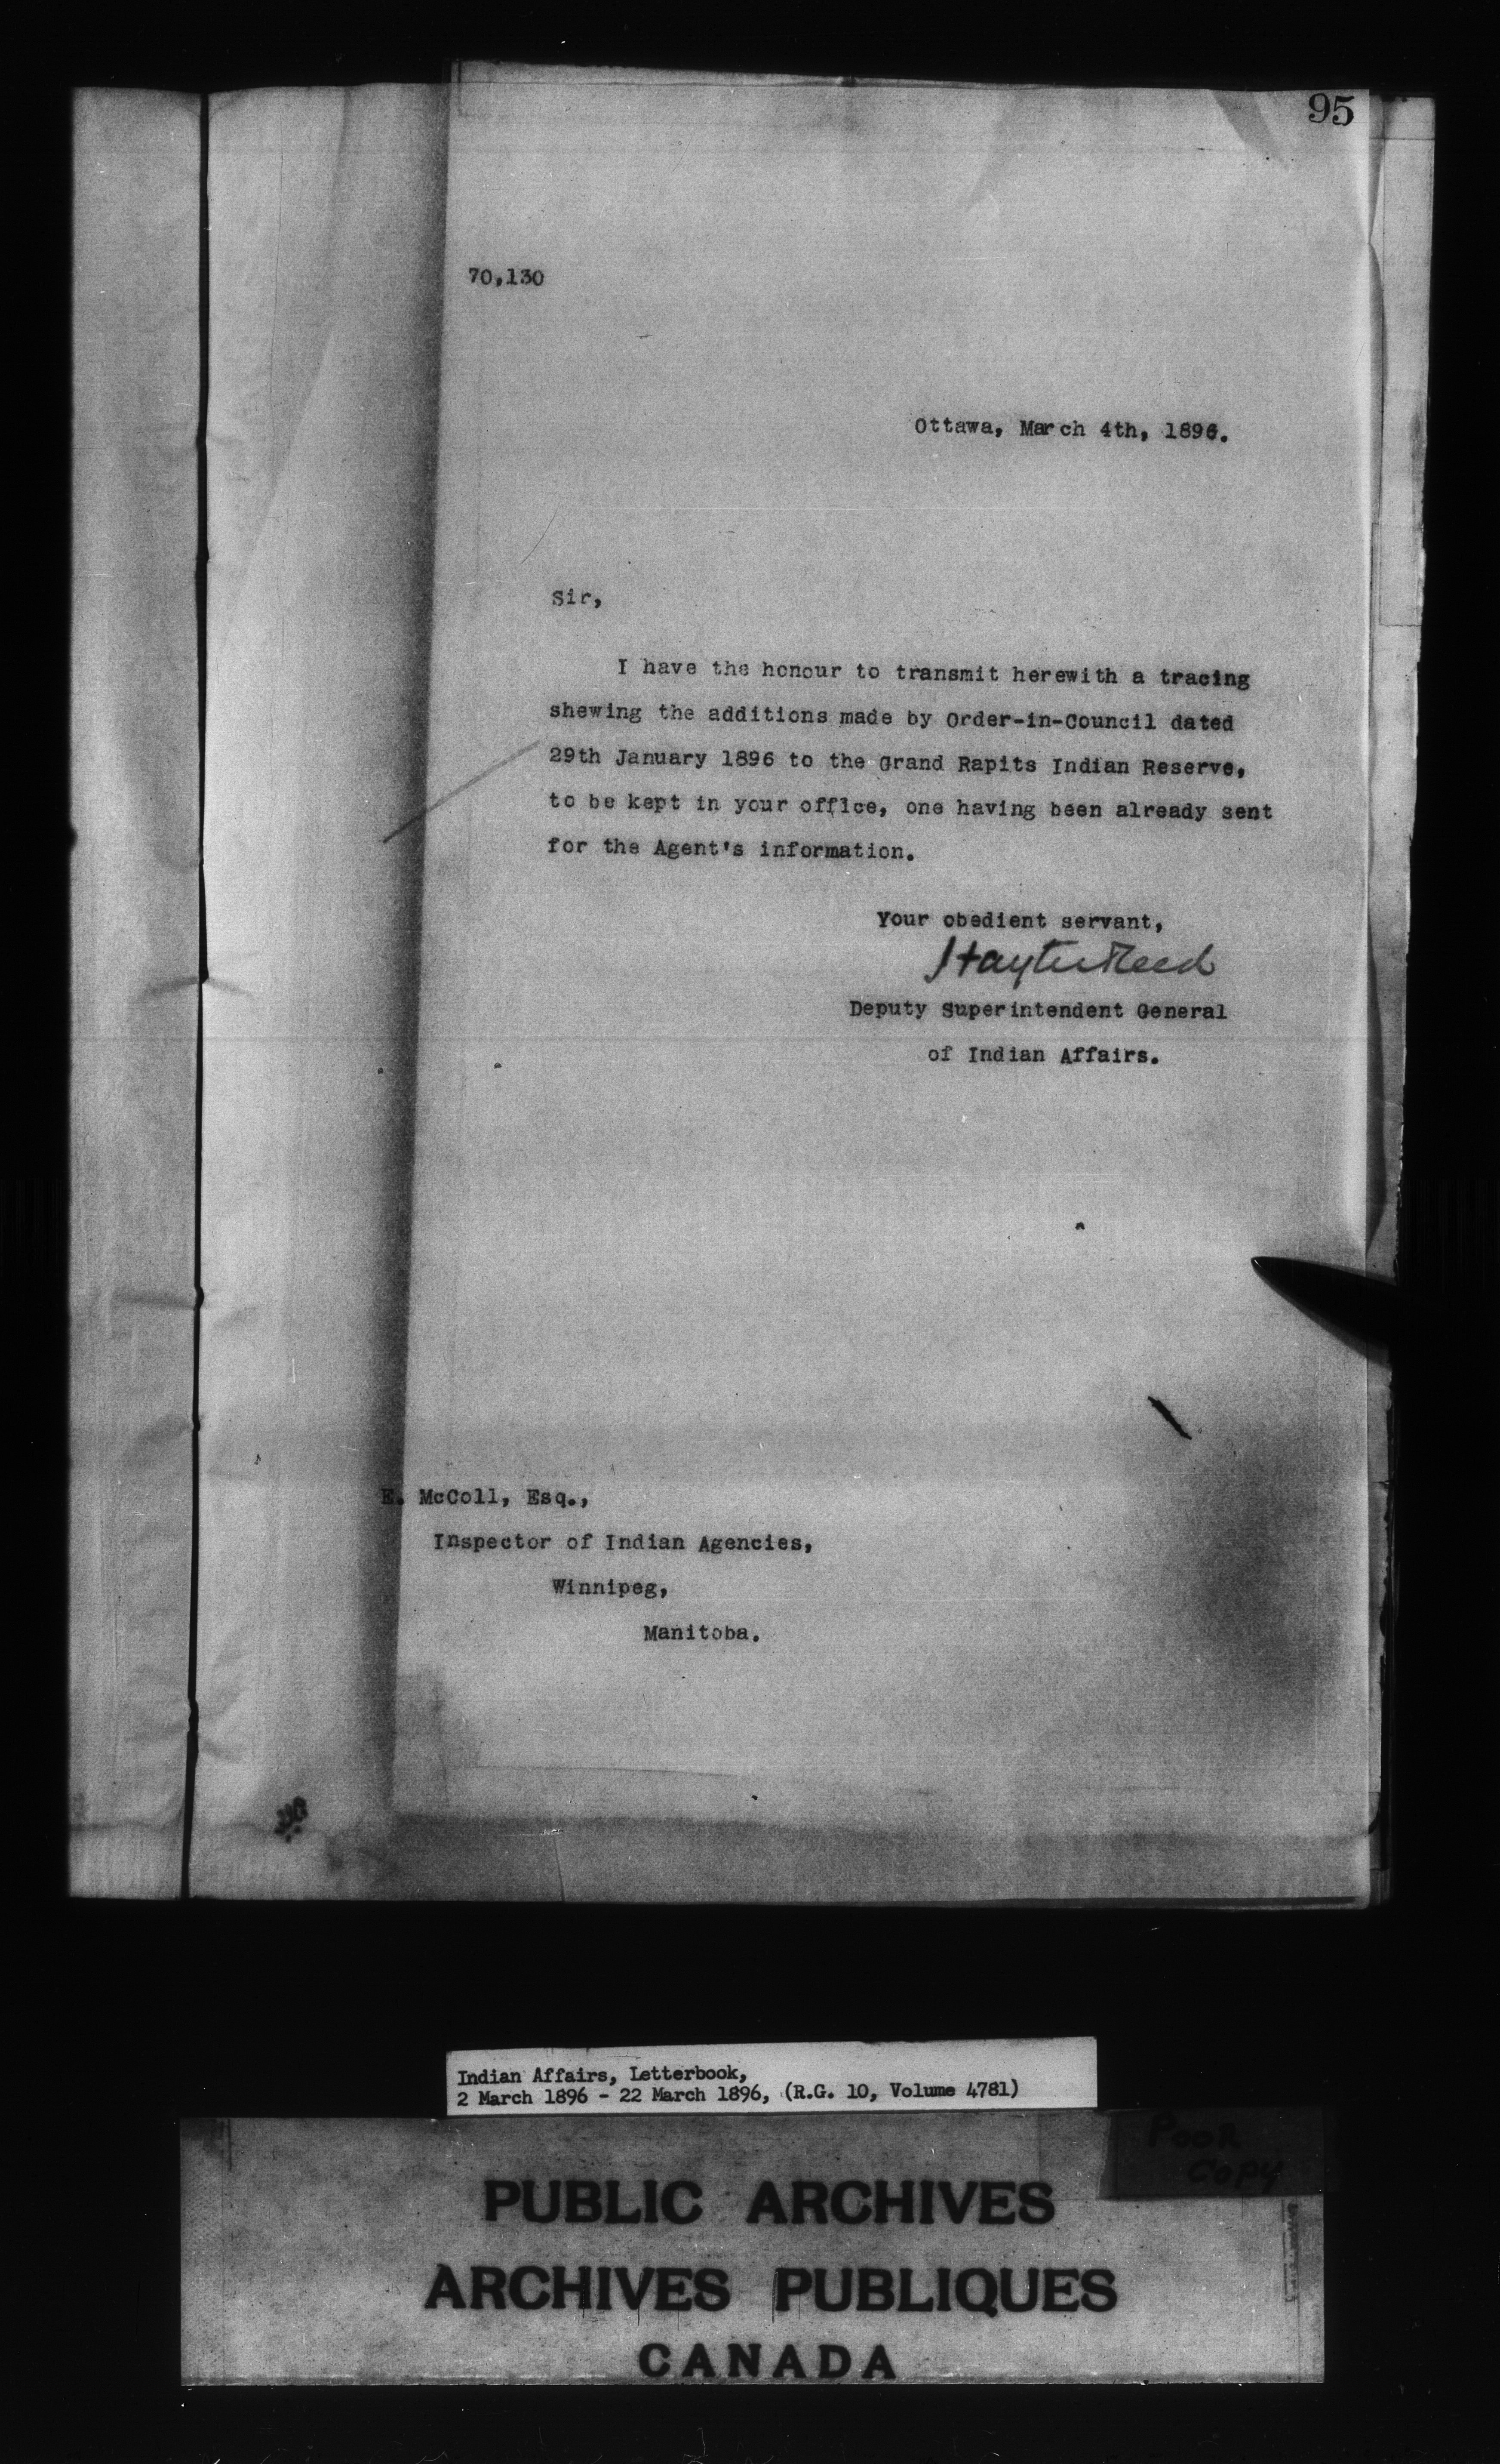 95
70,130
Ottawa, March 4th, 1896.
Sir,
I have the honour to transmit herewith a tracing
shewing the additions made by Order-in-Council dated
29th January 1896 to the Grand Rapits Indian Reserve,
to be kept in your office, one having been already sent
for the Agent's information.
Your obedient servant,
Hayter Reed
Deputy Superintendent General
of Indian Affairs.
E. McColl, Esq.,
Inspector of Indian Agencies,
Winnipeg,
Manitoba.
Indian Affairs, Letterbook,
2 March 1896 - 22 March 1896, (R.G. 10, Volume 4781)
POOR
COPY
PUBLIC ARCHIVES
ARCHIVES PUBLIQUES
CANADA